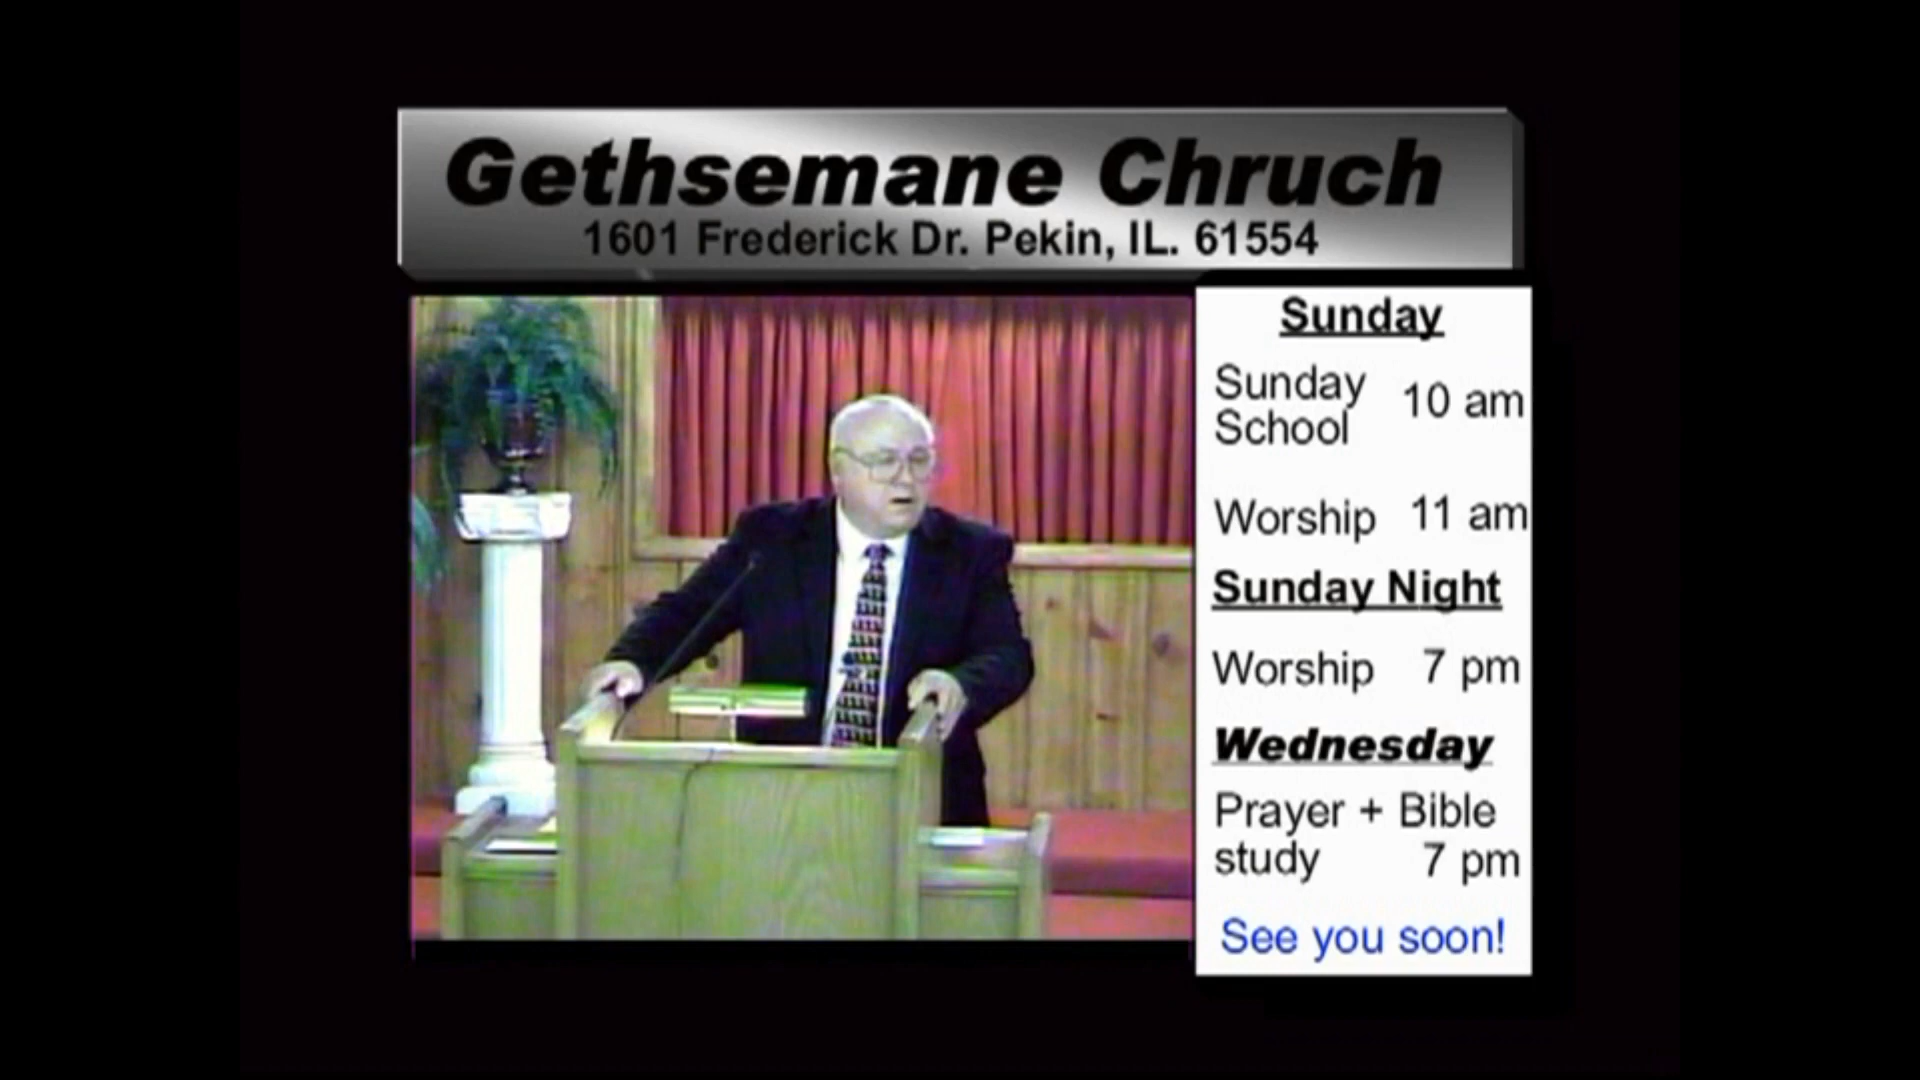 Gethsemane Chruch
1601 Frederick Dr. Pekin, IL. 61554
Sunday
Sunday
School 10 am
Worship 11 am
Sunday Night
Worship 7 pm
Wednesday
Prayer + Bible
study 7 pm
See you soon!